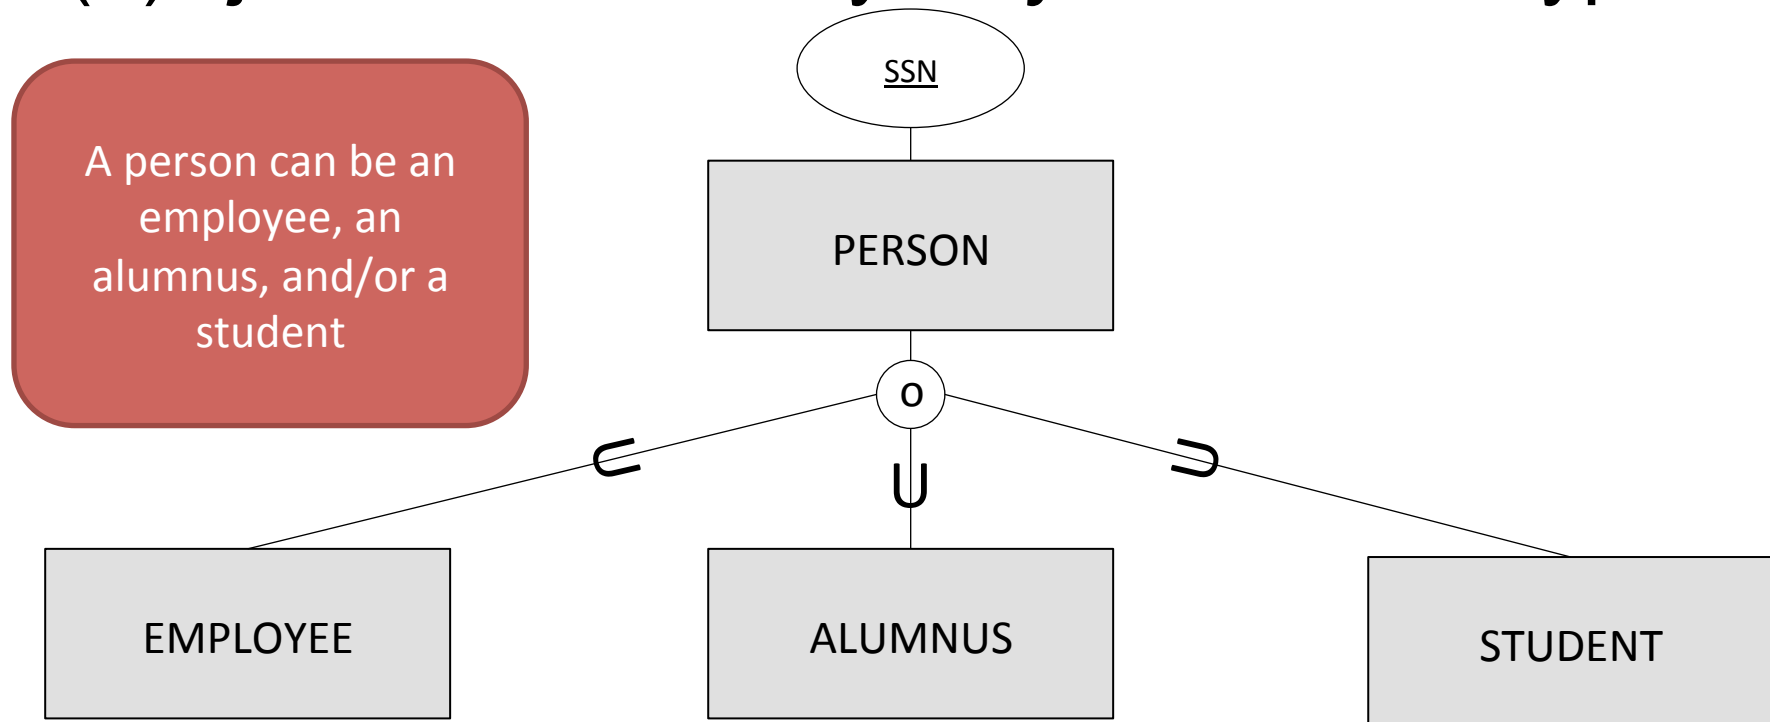 SSN
A person can be an
employee, an
alumnus, and/or a
student
PERSON
o
U
U
U
EMPLOYEE
ALUMNUS
STUDENT